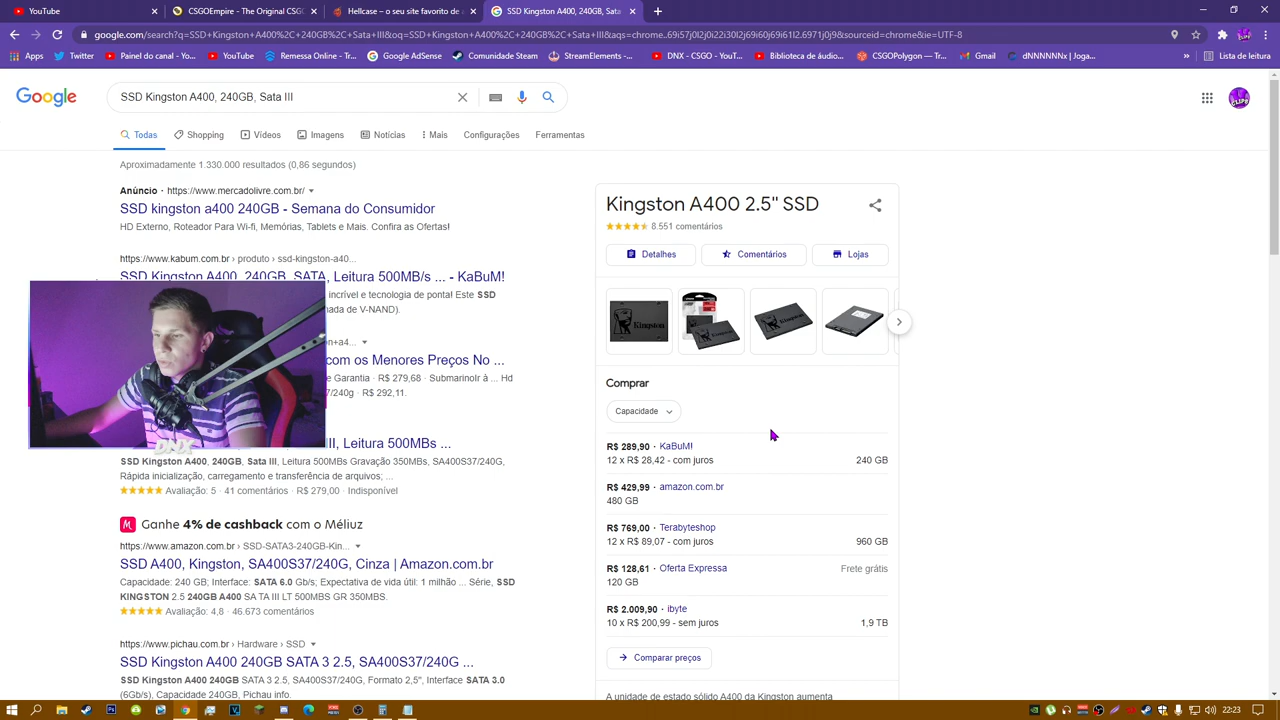 YouTube
CSGOEmpire - The Original CSG
Hellcase – o seu site favorito de
SSD Kingston A400, 240GB, Sata
google.com/search?q=SSD+Kingston+A400%2C+240GB%2C+Sata+III&oq=SSD+Kingston+A400%2C+240GB%2C+Sata+III&aqs=chrome..69i57j0l2j0i22i30l2j69i60j69i61l2.6971j0j9&sourceid=chrome&ie=UTF-8
Apps
Twitter
Painel do canal - Yo...
YouTube
Remessa Online - Tr...
Google AdSense
Comunidade Steam
StreamElements -...
DNX - CSGO - YouT...
Biblioteca de áudio...
CSGOPolygon — Tr...
Gmail
dNNNNNNx | Joga...
»
Lista de leitura
Google
SSD Kingston A400, 240GB, Sata III
Todas
Shopping
Vídeos
Imagens
Notícias
Mais
Configurações
Ferramentas
Aproximadamente 1.330.000 resultados (0,86 segundos)
Anúncio · https://www.mercadolivre.com.br/
SSD kingston a400 240GB - Semana do Consumidor
HD Externo, Roteador Para Wi-fi, Memórias, Tablets e Mais. Confira as Ofertas!
https://www.kabum.com.br › produto › ssd-kingston-a40...
SSD Kingston A400, 240GB, SATA, Leitura 500MB/s ... - KaBuM!
incrível e tecnologia de ponta! Este SSD
nada de V-NAND).
n+a4...
com os Menores Preços No ...
e Garantia · R$ 279,68 · SubmarinoIr à ... Hd
/240g · R$ 292,11.
III, Leitura 500MBs ...
SSD Kingston A400, 240GB, Sata III, Leitura 500MBs Gravação 350MBs, SA400S37/240G,
Rápida inicialização, carregamento e transferência de arquivos; ...
Avaliação: 5 · 41 comentários · R$ 279,00 · Indisponível
Ganhe 4% de cashback com o Méliuz
https://www.amazon.com.br › SSD-SATA3-240GB-Kin...
SSD A400, Kingston, SA400S37/240G, Cinza | Amazon.com.br
Capacidade: 240 GB; Interface: SATA 6.0 Gb/s; Expectativa de vida útil: 1 milhão ... Série, SSD
KINGSTON 2.5 240GB A400 SA TA III LT 500MBS GR 350MBS.
Avaliação: 4,8 · 46.673 comentários
https://www.pichau.com.br › Hardware › SSD
SSD Kingston A400 240GB SATA 3 2.5, SA400S37/240G ...
SSD Kingston A400 240GB SATA 3 2.5, SA400S37/240G, Formato 2,5", Interface SATA 3.0
(6Gb/s), Capacidade 240GB, Pichau info.
DNX
Kingston A400 2.5" SSD
8.551 comentários
Detalhes
Comentários
Lojas
Kingston
Comprar
Capacidade
R$ 289,90 · KaBuM!
12 x R$ 28,42 - com juros
240 GB
R$ 429,99 · amazon.com.br
480 GB
R$ 769,00 · Terabyteshop
12 x R$ 89,07 - com juros
960 GB
R$ 128,61 · Oferta Expressa
Frete grátis
120 GB
R$ 2.009,90 · ibyte
10 x R$ 200,99 - sem juros
1,9 TB
Comparar preços
A unidade de estado sólido A400 da Kingston aumenta
22:23